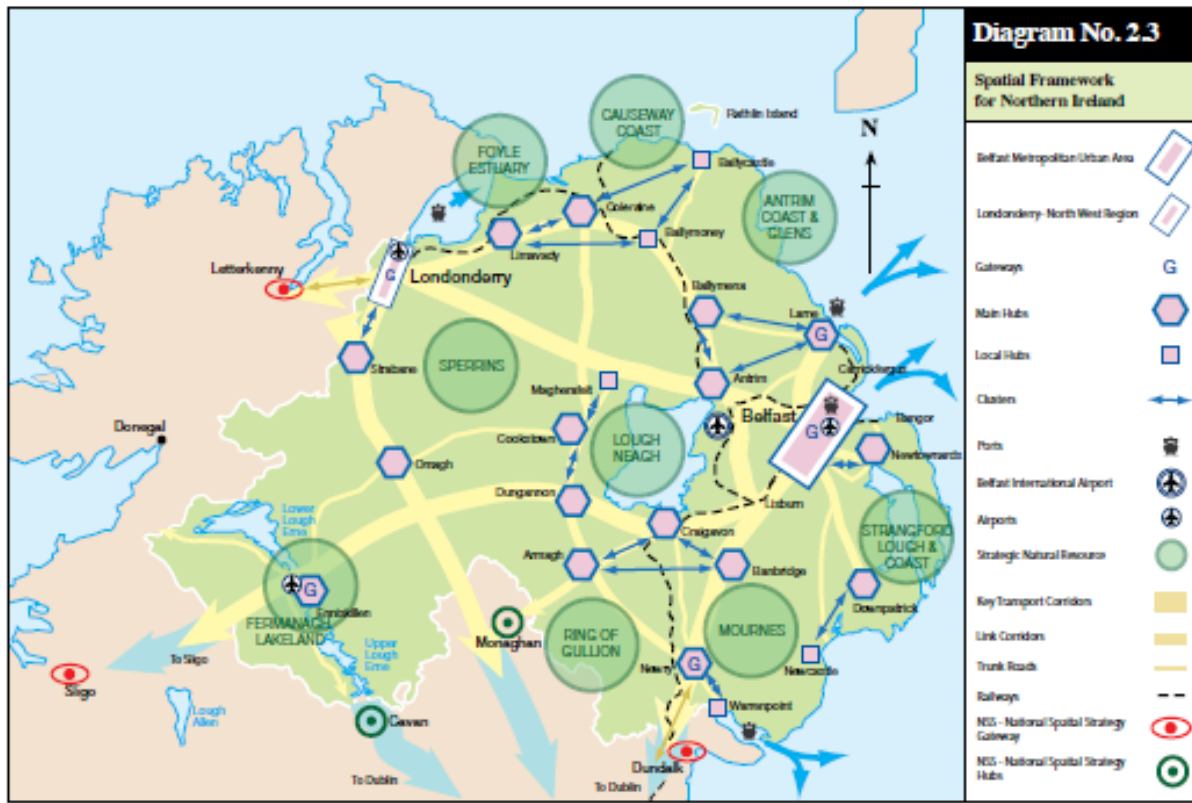 Diagram No. 2.3
Spatial Framework
for Northern Ireland
Belfast Metropolitan Urban Area
Londonderry - North West Region
Gateways
G
Main Hubs
Local Hubs
Clusters
Ports
Belfast International Airport
Airports
Strategic Natural Resource
Key Transport Corridors
Link Corridors
Trunk Roads
Railways
NSS - National Spatial Strategy
Gateway
NSS - National Spatial Strategy
Hubs
N
CAUSEWAY
COAST
Rathlin Island
FOYLE
ESTUARY
Ballycastle
ANTRIM
COAST &
GLENS
Coleraine
Limavady
Ballymoney
Letterkenny
G
Londonderry
Ballymena
Larne
G
Strabane
SPERRINS
Magherafelt
Antrim
Carrickfergus
Belfast
G
Bangor
Donegal
Cookstown
LOUGH
NEAGH
Newtownards
Omagh
Dungannon
Lisburn
Lower
Lough
Erne
Craigavon
STRANGFORD
LOUGH &
COAST
Armagh
Banbridge
G
Enniskillen
Downpatrick
FERMANAGH
LAKELAND
Monaghan
RING OF
GULLION
MOURNES
Upper
Lough
Erne
To Sligo
Newry
G
Newcastle
Sligo
Lough
Allen
Cavan
Warrenpoint
Dundalk
To Dublin
To Dublin